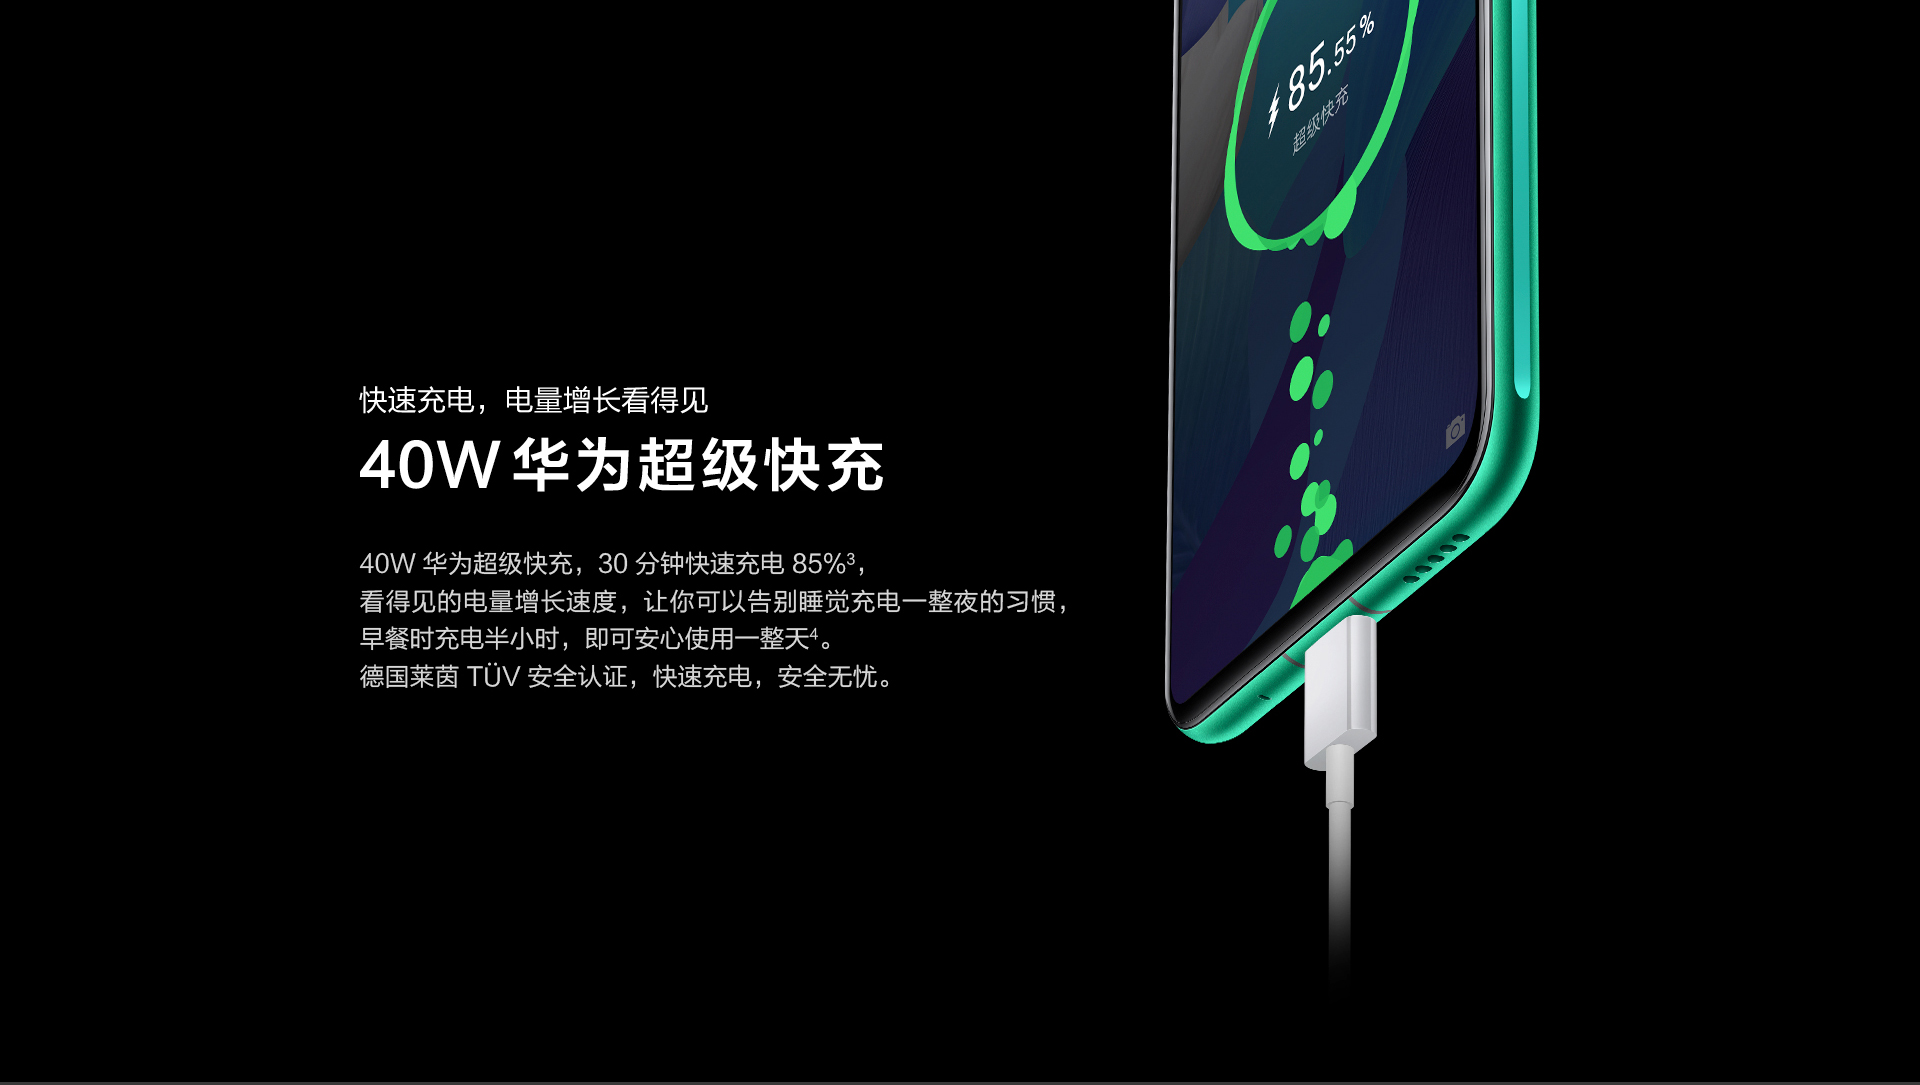 85.55%
超级快充
快速充电，电量增长看得见
40W 华为超级快充
40W 华为超级快充，30 分钟快速充电 85%³，
看得见的电量增长速度，让你可以告别睡觉充电一整夜的习惯，
早餐时充电半小时，即可安心使用一整天⁴。
德国莱茵 TÜV 安全认证，快速充电，安全无忧。